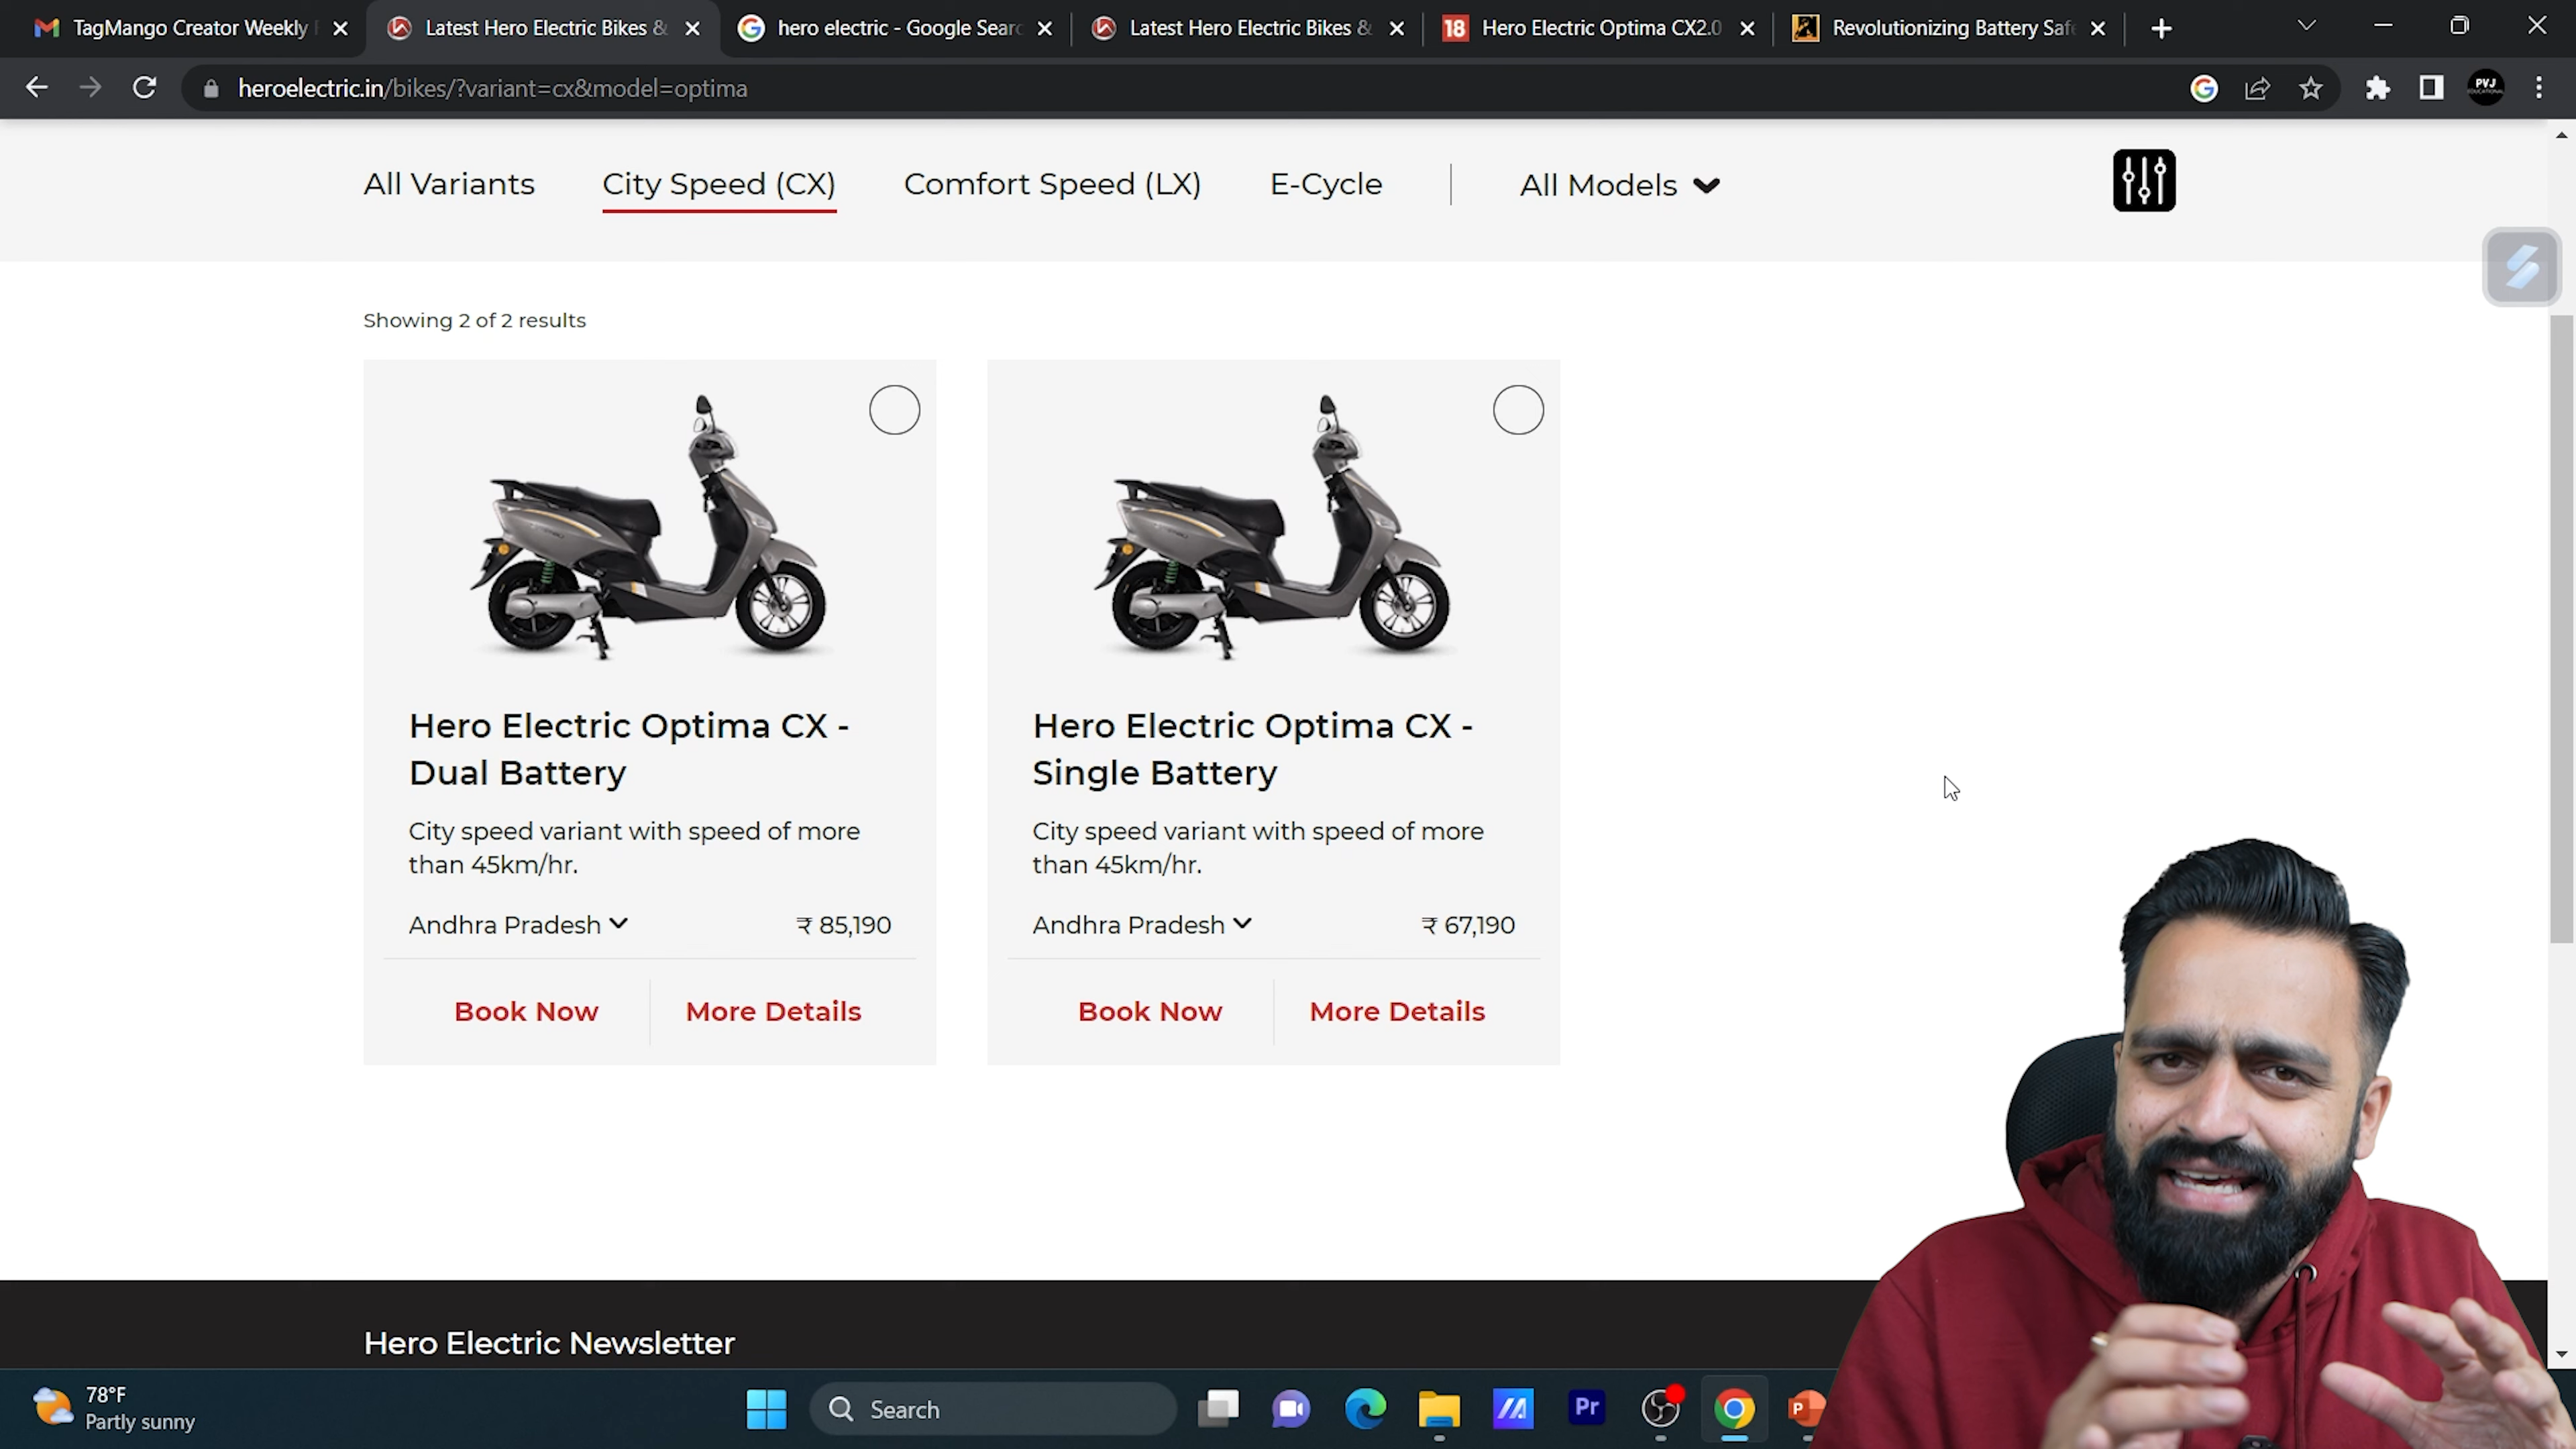 TagMango Creator Weekly
Latest Hero Electric Bikes &
hero electric - Google Searc
Latest Hero Electric Bikes &
18
Hero Electric Optima CX2.0
Revolutionizing Battery Saf
heroelectric.in/bikes/?variant=cx&model=optima
PVJ
All Variants
City Speed (CX)
Comfort Speed (LX)
E-Cycle
All Models
Showing 2 of 2 results
Hero Electric Optima CX -
Dual Battery
City speed variant with speed of more
than 45km/hr.
Andhra Pradesh
₹ 85,190
Book Now
More Details
Hero Electric Optima CX -
Single Battery
City speed variant with speed of more
than 45km/hr.
Andhra Pradesh
₹ 67,190
Book Now
More Details
Hero Electric Newsletter
78°F
Partly sunny
Search
Pr
P